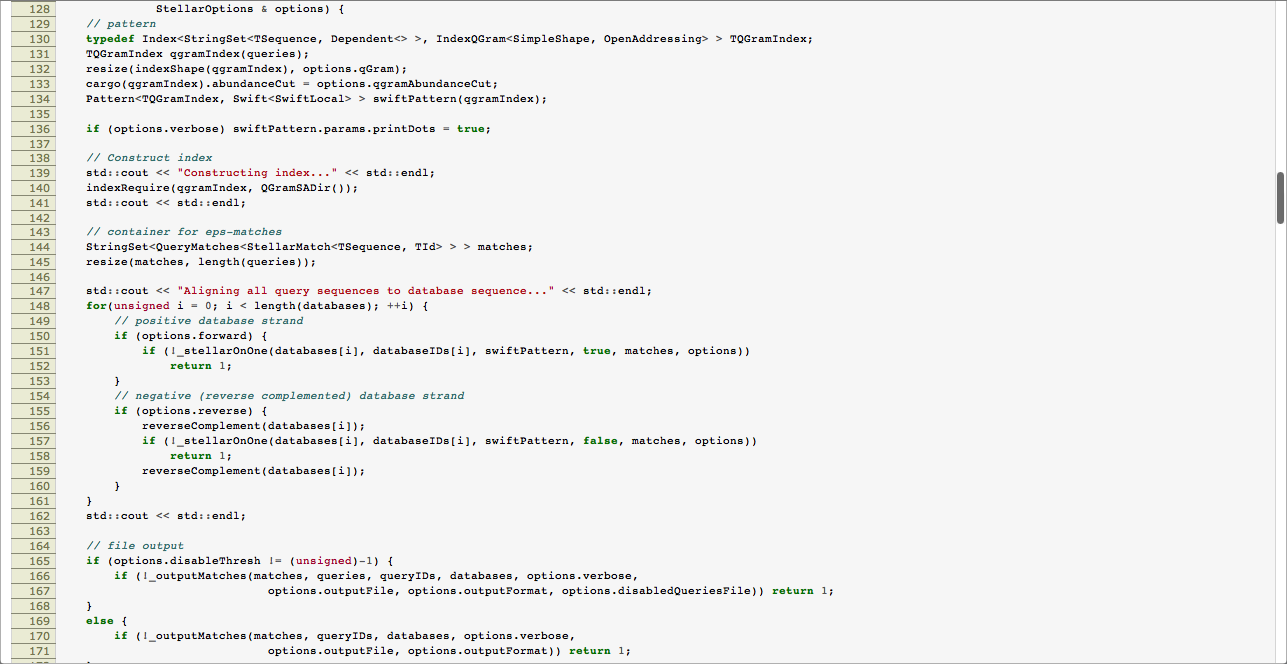 128 StellarOptions & options) {
129 // pattern
130 typedef Index<StringSet<TSequence, Dependent<> >, IndexQGram<SimpleShape, OpenAddressing> > TQGramIndex;
131 TQGramIndex qgramIndex(queries);
132 resize(indexShape(qgramIndex), options.qGram);
133 cargo(qgramIndex).abundanceCut = options.qgramAbundanceCut;
134 Pattern<TQGramIndex, Swift<SwiftLocal> > swiftPattern(qgramIndex);
135
136 if (options.verbose) swiftPattern.params.printDots = true;
137
138 // Construct index
139 std::cout << "Constructing index..." << std::endl;
140 indexRequire(qgramIndex, QGramSADir());
141 std::cout << std::endl;
142
143 // container for eps-matches
144 StringSet<QueryMatches<StellarMatch<TSequence, TId> > > matches;
145 resize(matches, length(queries));
146
147 std::cout << "Aligning all query sequences to database sequence..." << std::endl;
148 for(unsigned i = 0; i < length(databases); ++i) {
149 // positive database strand
150 if (options.forward) {
151 if (!_stellarOnOne(databases[i], databaseIDs[i], swiftPattern, true, matches, options))
152 return 1;
153 }
154 // negative (reverse complemented) database strand
155 if (options.reverse) {
156 reverseComplement(databases[i]);
157 if (!_stellarOnOne(databases[i], databaseIDs[i], swiftPattern, false, matches, options))
158 return 1;
159 reverseComplement(databases[i]);
160 }
161 }
162 std::cout << std::endl;
163
164 // file output
165 if (options.disableThresh != (unsigned)-1) {
166 if (!_outputMatches(matches, queries, queryIDs, databases, options.verbose,
167 options.outputFile, options.outputFormat, options.disabledQueriesFile)) return 1;
168 }
169 else {
170 if (!_outputMatches(matches, queryIDs, databases, options.verbose,
171 options.outputFile, options.outputFormat)) return 1;